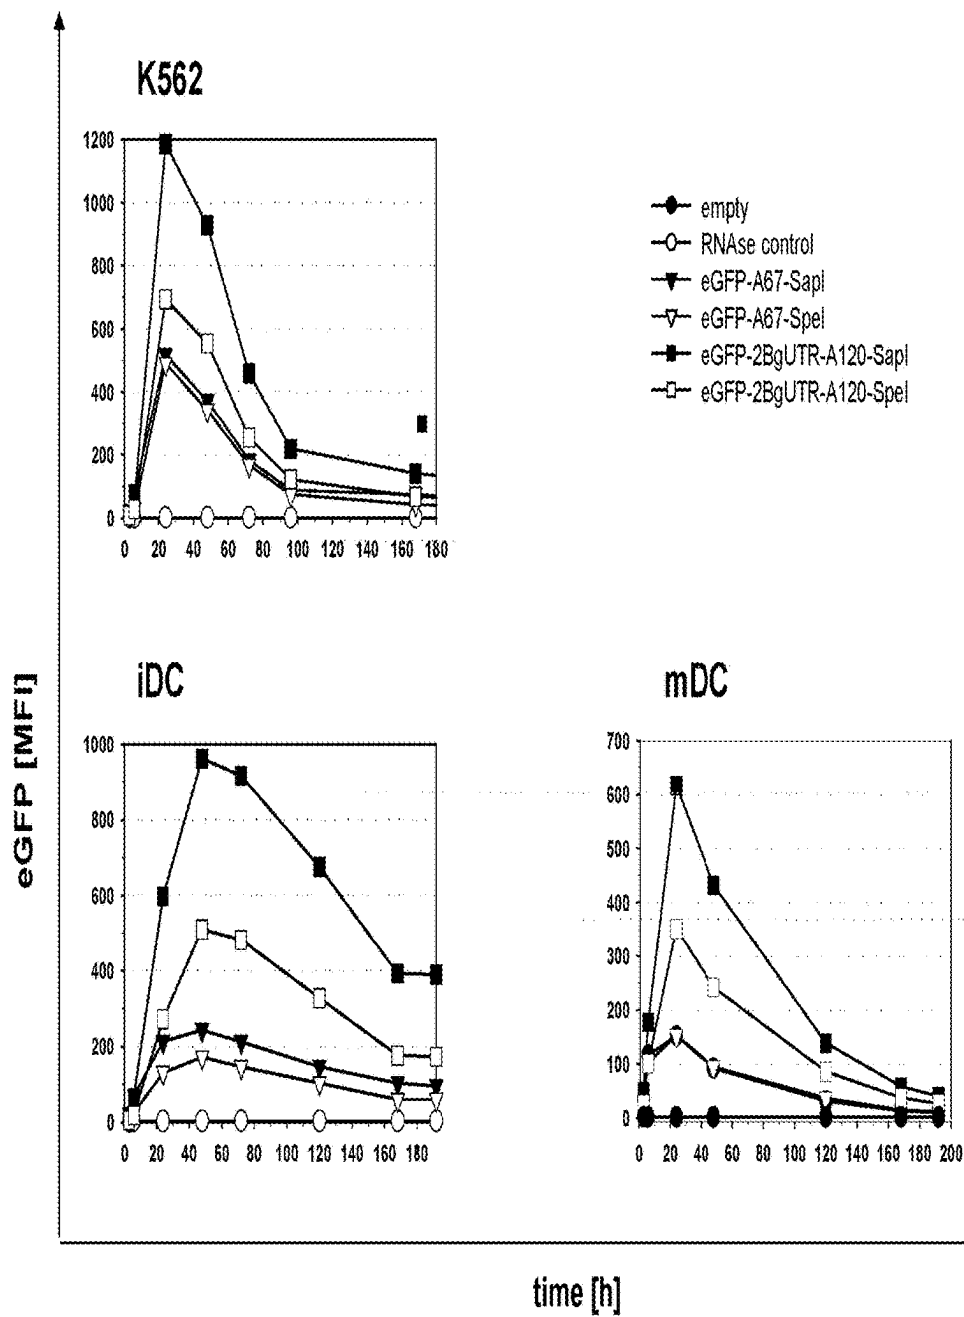 K562
1200
1000
800
600
400
200
0
0 20 40 60 80 100 120 140 160 180
empty
RNAse control
eGFP-A67-SapI
eGFP-A67-SpeI
eGFP-2BgUTR-A120-SapI
eGFP-2BgUTR-A120-SpeI
eGFP [MFI]
iDC
1000
800
600
400
200
0
0 20 40 60 80 100 120 140 160 180
mDC
700
600
500
400
300
200
100
0
0 20 40 60 80 100 120 140 160 180 200
time [h]